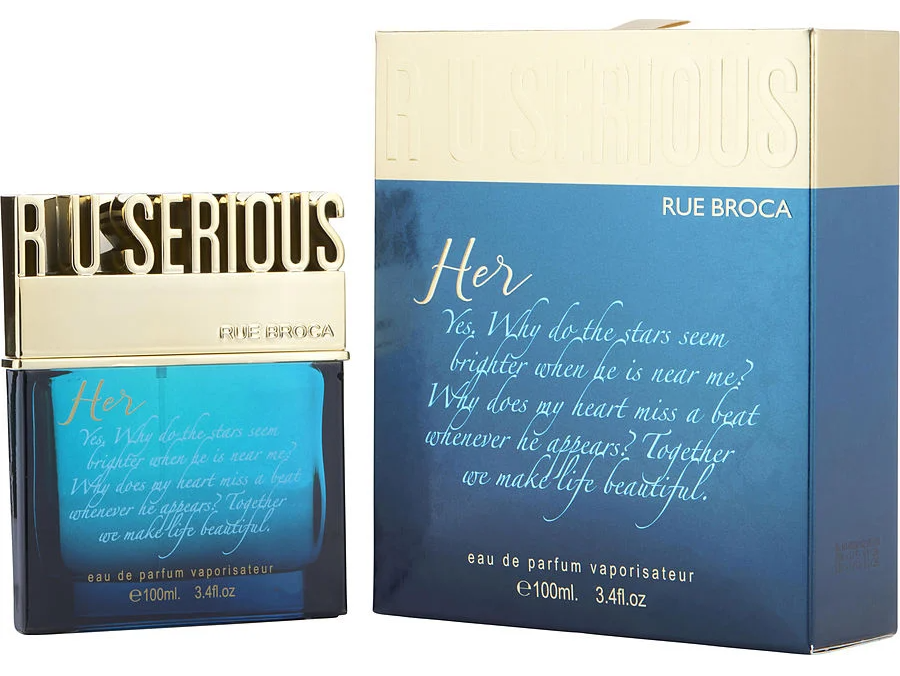 R U SERIOUS
RUE BROCA
Her
Yes. Why do the stars seem
brighter when he is near me?
Why does my heart miss a beat
whenever he appears? Together
we make life beautiful.
eau de parfum vaporisateur
℮100ml. 3.4fl.oz
R U SERIOUS
RUE BROCA
Her
Yes. Why do the stars seem
brighter when he is near me?
Why does my heart miss a beat
whenever he appears? Together
we make life beautiful.
eau de parfum vaporisateur
℮100ml. 3.4fl.oz